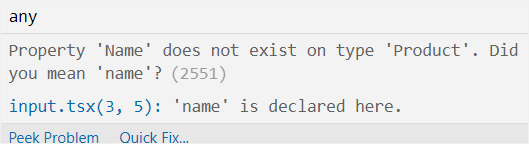 any
Property 'Name' does not exist on type 'Product'. Did
you mean 'name'? (2551)
input.tsx(3, 5): 'name' is declared here.
Peek Problem Quick Fix...